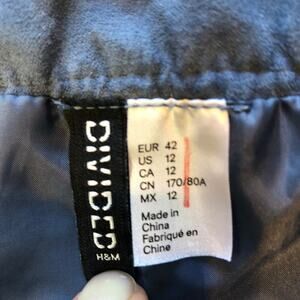 DIVIDED
H&M
EUR 42
US 12
CA 12
CN 170/80A
MX 12
Made in
China
Fabriqué en
Chine